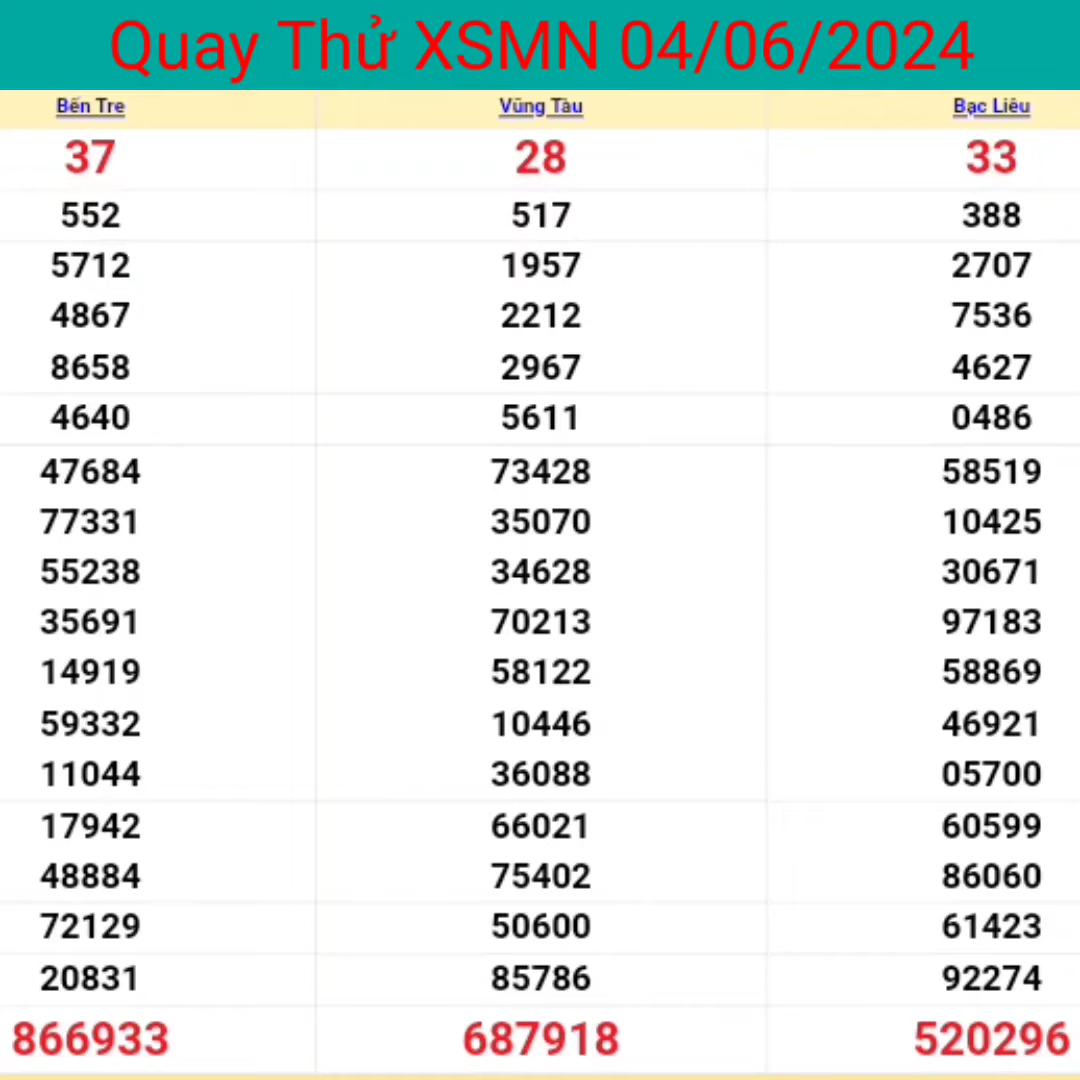 Quay Thử XSMN 04/06/2024
Bến Tre Vũng Tàu Bạc Liêu
37 28 33
552 517 388
5712 1957 2707
4867 2212 7536
8658 2967 4627
4640 5611 0486
47684 73428 58519
77331 35070 10425
55238 34628 30671
35691 70213 97183
14919 58122 58869
59332 10446 46921
11044 36088 05700
17942 66021 60599
48884 75402 86060
72129 50600 61423
20831 85786 92274
866933 687918 520296